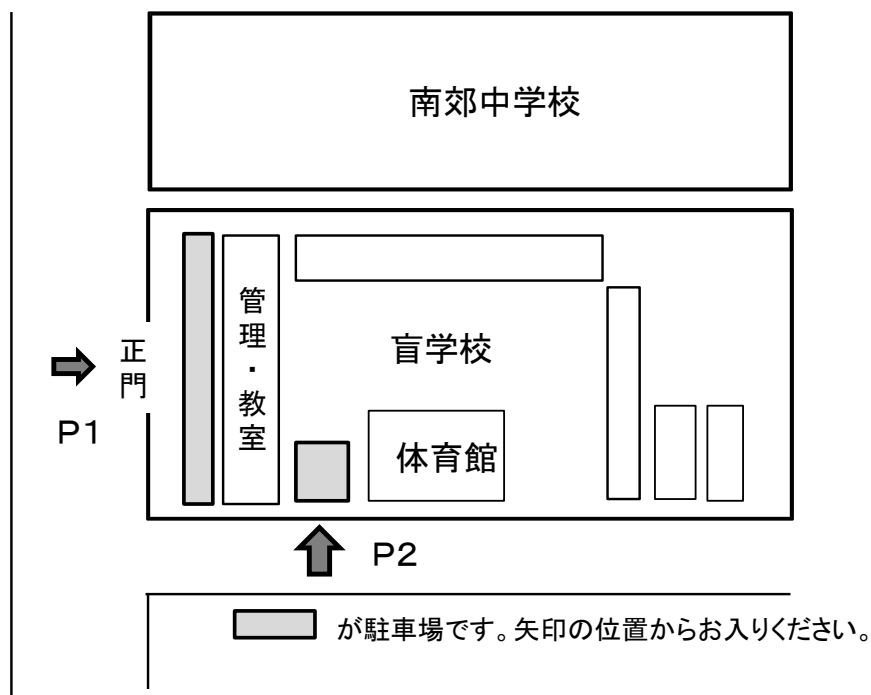 南郊中学校
管理・教室
盲学校
正門
P1
体育館
P2
が駐車場です。矢印の位置からお入りください。